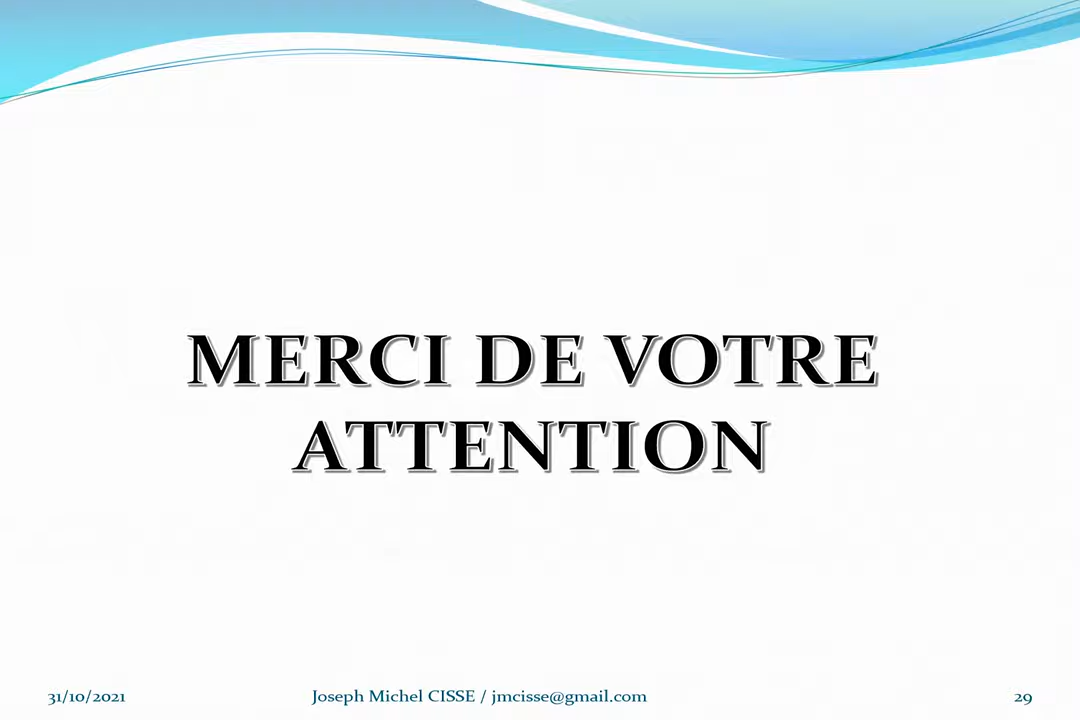 MERCI DE VOTRE
ATTENTION
31/10/2021
Joseph Michel CISSE / jmcisse@gmail.com
29